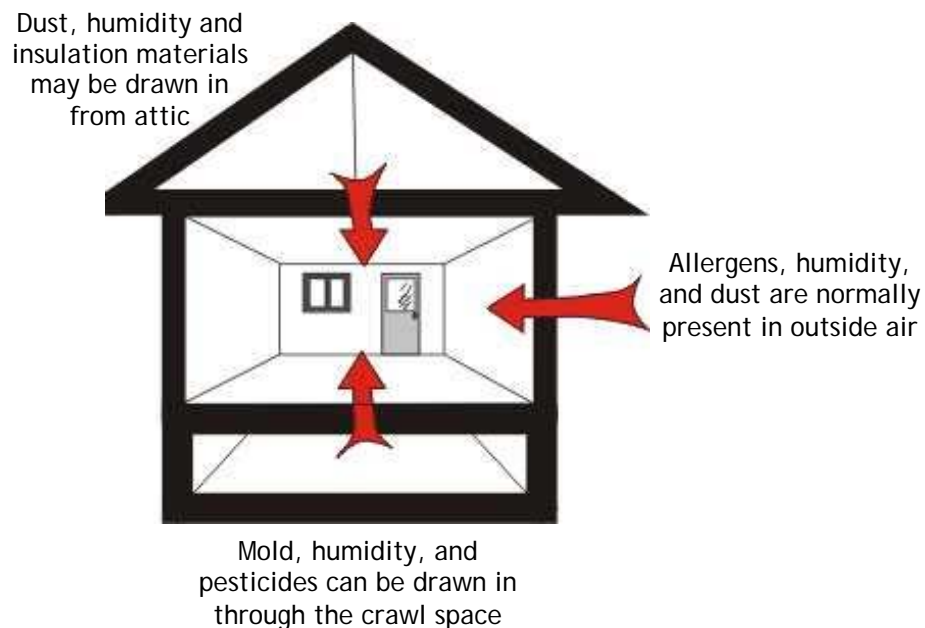 Dust, humidity and
insulation materials
may be drawn in
from attic
Allergens, humidity,
and dust are normally
present in outside air
Mold, humidity, and
pesticides can be drawn in
through the crawl space